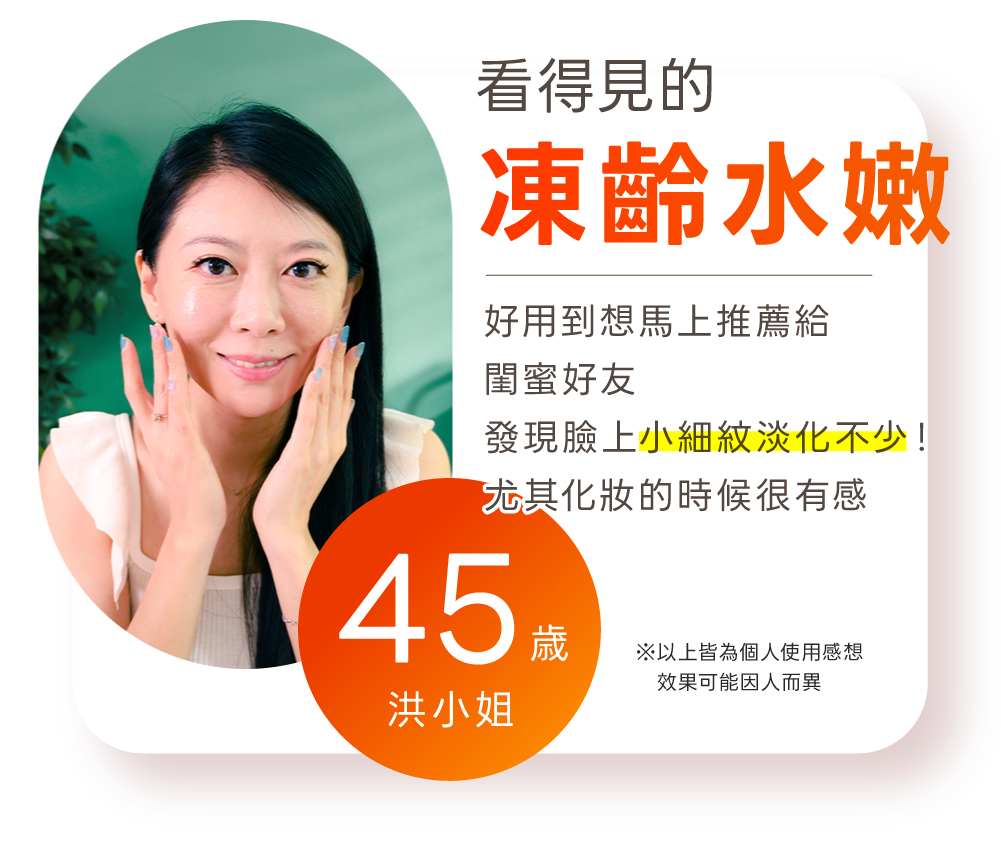 看得見的
凍齡水嫩
好用到想馬上推薦給
閨蜜好友
發現臉上小細紋淡化不少！
尤其化妝的時候很有感
45歲
洪小姐
※以上皆為個人使用感想
效果可能因人而異